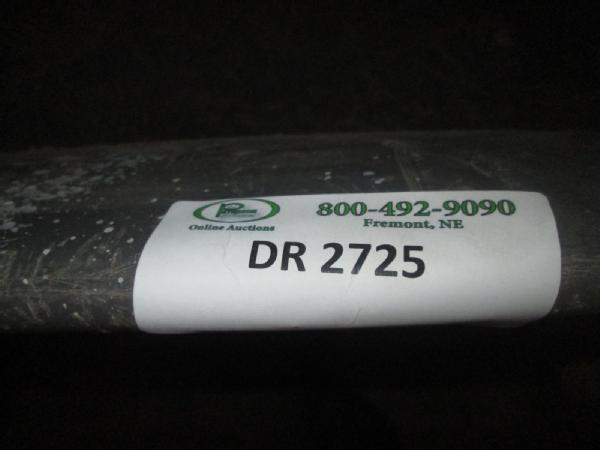 800-492-9090
Fremont, NE
Online Auctions
DR 2725